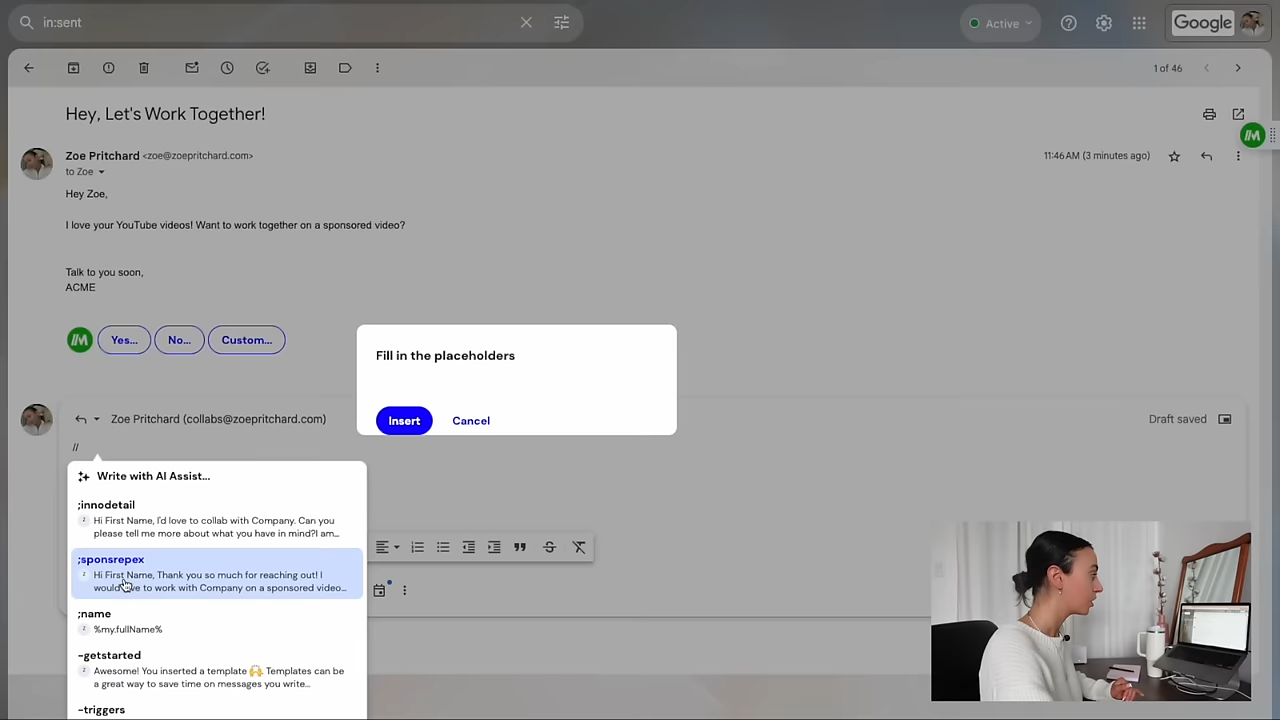 in:sent
Active
Google
1 of 46
Hey, Let's Work Together!
Zoe Pritchard <zoe@zoepritchard.com>
11:46 AM (3 minutes ago)
to Zoe
Hey Zoe,
I love your YouTube videos! Want to work together on a sponsored video?
Talk to you soon,
ACME
Yes...
No...
Custom...
Fill in the placeholders
Insert
Cancel
Zoe Pritchard (collabs@zoepritchard.com)
Draft saved
//
Write with AI Assist...
;innodetail
Hi First Name, I'd love to collab with Company. Can you
please tell me more about what you have in mind?I am...
;sponsrepex
Hi First Name, Thank you so much for reaching out! I
would love to work with Company on a sponsored video...
;name
%my.fullName%
-getstarted
Awesome! You inserted a template 🙌 Templates can be
a great way to save time on messages you write...
-triggers